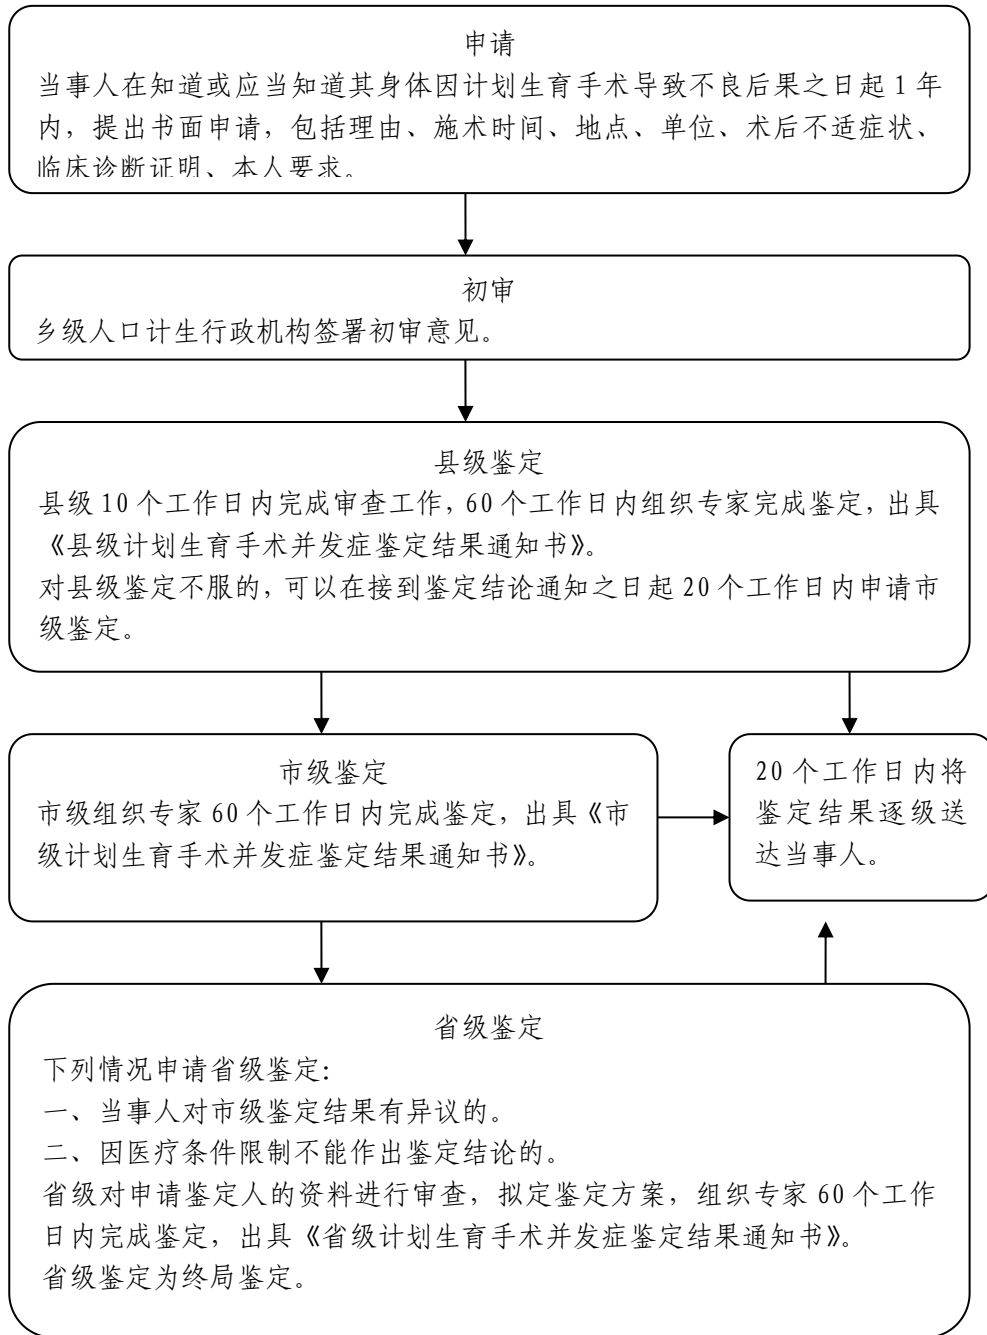 申请
当事人在知道或应当知道其身体因计划生育手术导致不良后果之日起 1 年
内，提出书面申请，包括理由、施术时间、地点、单位、术后不适症状、
临床诊断证明、本人要求。
初审
乡级人口计生行政机构签署初审意见。
县级鉴定
县级 10 个工作日内完成审查工作，60 个工作日内组织专家完成鉴定，出具
《县级计划生育手术并发症鉴定结果通知书》。
对县级鉴定不服的，可以在接到鉴定结论通知之日起 20 个工作日内申请市
级鉴定。
市级鉴定
市级组织专家 60 个工作日内完成鉴定，出具《市
级计划生育手术并发症鉴定结果通知书》。
20 个工作日内将
鉴定结果逐级送
达当事人。
省级鉴定
下列情况申请省级鉴定：
一、当事人对市级鉴定结果有异议的。
二、因医疗条件限制不能作出鉴定结论的。
省级对申请鉴定人的资料进行审查，拟定鉴定方案，组织专家 60 个工作
日内完成鉴定，出具《省级计划生育手术并发症鉴定结果通知书》。
省级鉴定为终局鉴定。